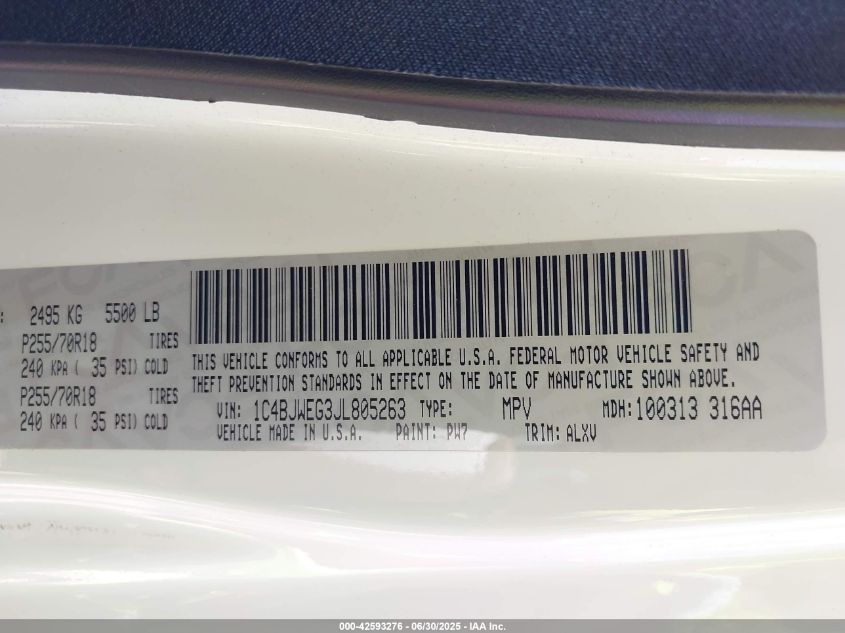 : 2495 KG 5500 LB
P255/70R18 TIRES
240 KPA ( 35 PSI) COLD
P255/70R18 TIRES
240 KPA ( 35 PSI) COLD
THIS VEHICLE CONFORMS TO ALL APPLICABLE U.S.A. FEDERAL MOTOR VEHICLE SAFETY AND
THEFT PREVENTION STANDARDS IN EFFECT ON THE DATE OF MANUFACTURE SHOWN ABOVE.
VIN: 1C4BJWEG3JL805263 TYPE: MPV MDH: 100313 316AA
VEHICLE MADE IN U.S.A. PAINT: PW7 TRIM: ALXV
000-42593276 - 06/30/2025 - IAA Inc.